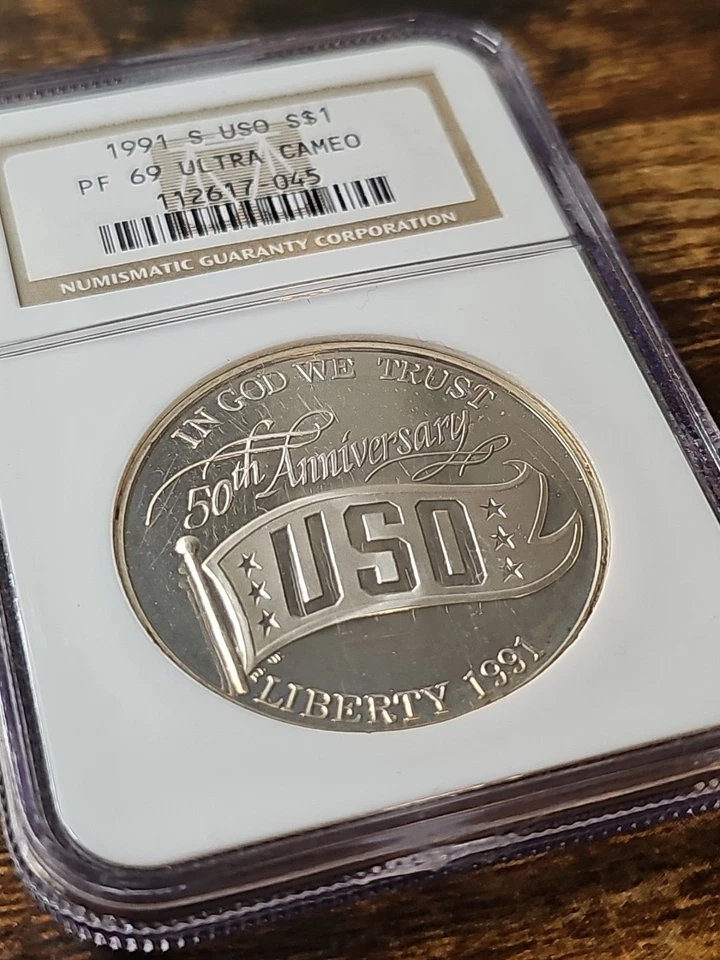 1991 S USO S$1
PF 69 ULTRA CAMEO
112617 045
NUMISMATIC GUARANTY CORPORATION
IN GOD WE TRUST
50th Anniversary
USO
LIBERTY 1991